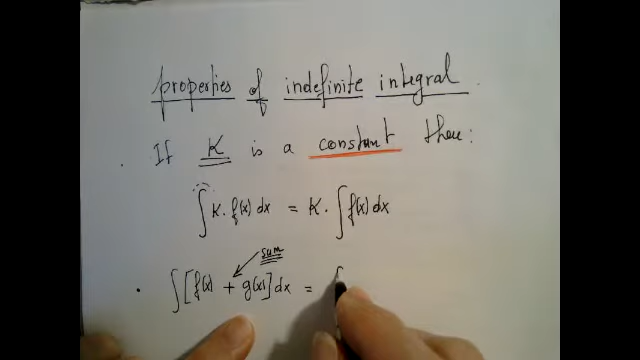 properties of indefinite integral.
. If K is a constant then:
∫ K. f(x) dx = K. ∫ f(x) dx
sum
. ∫ [f(x) + g(x)] dx = ∫